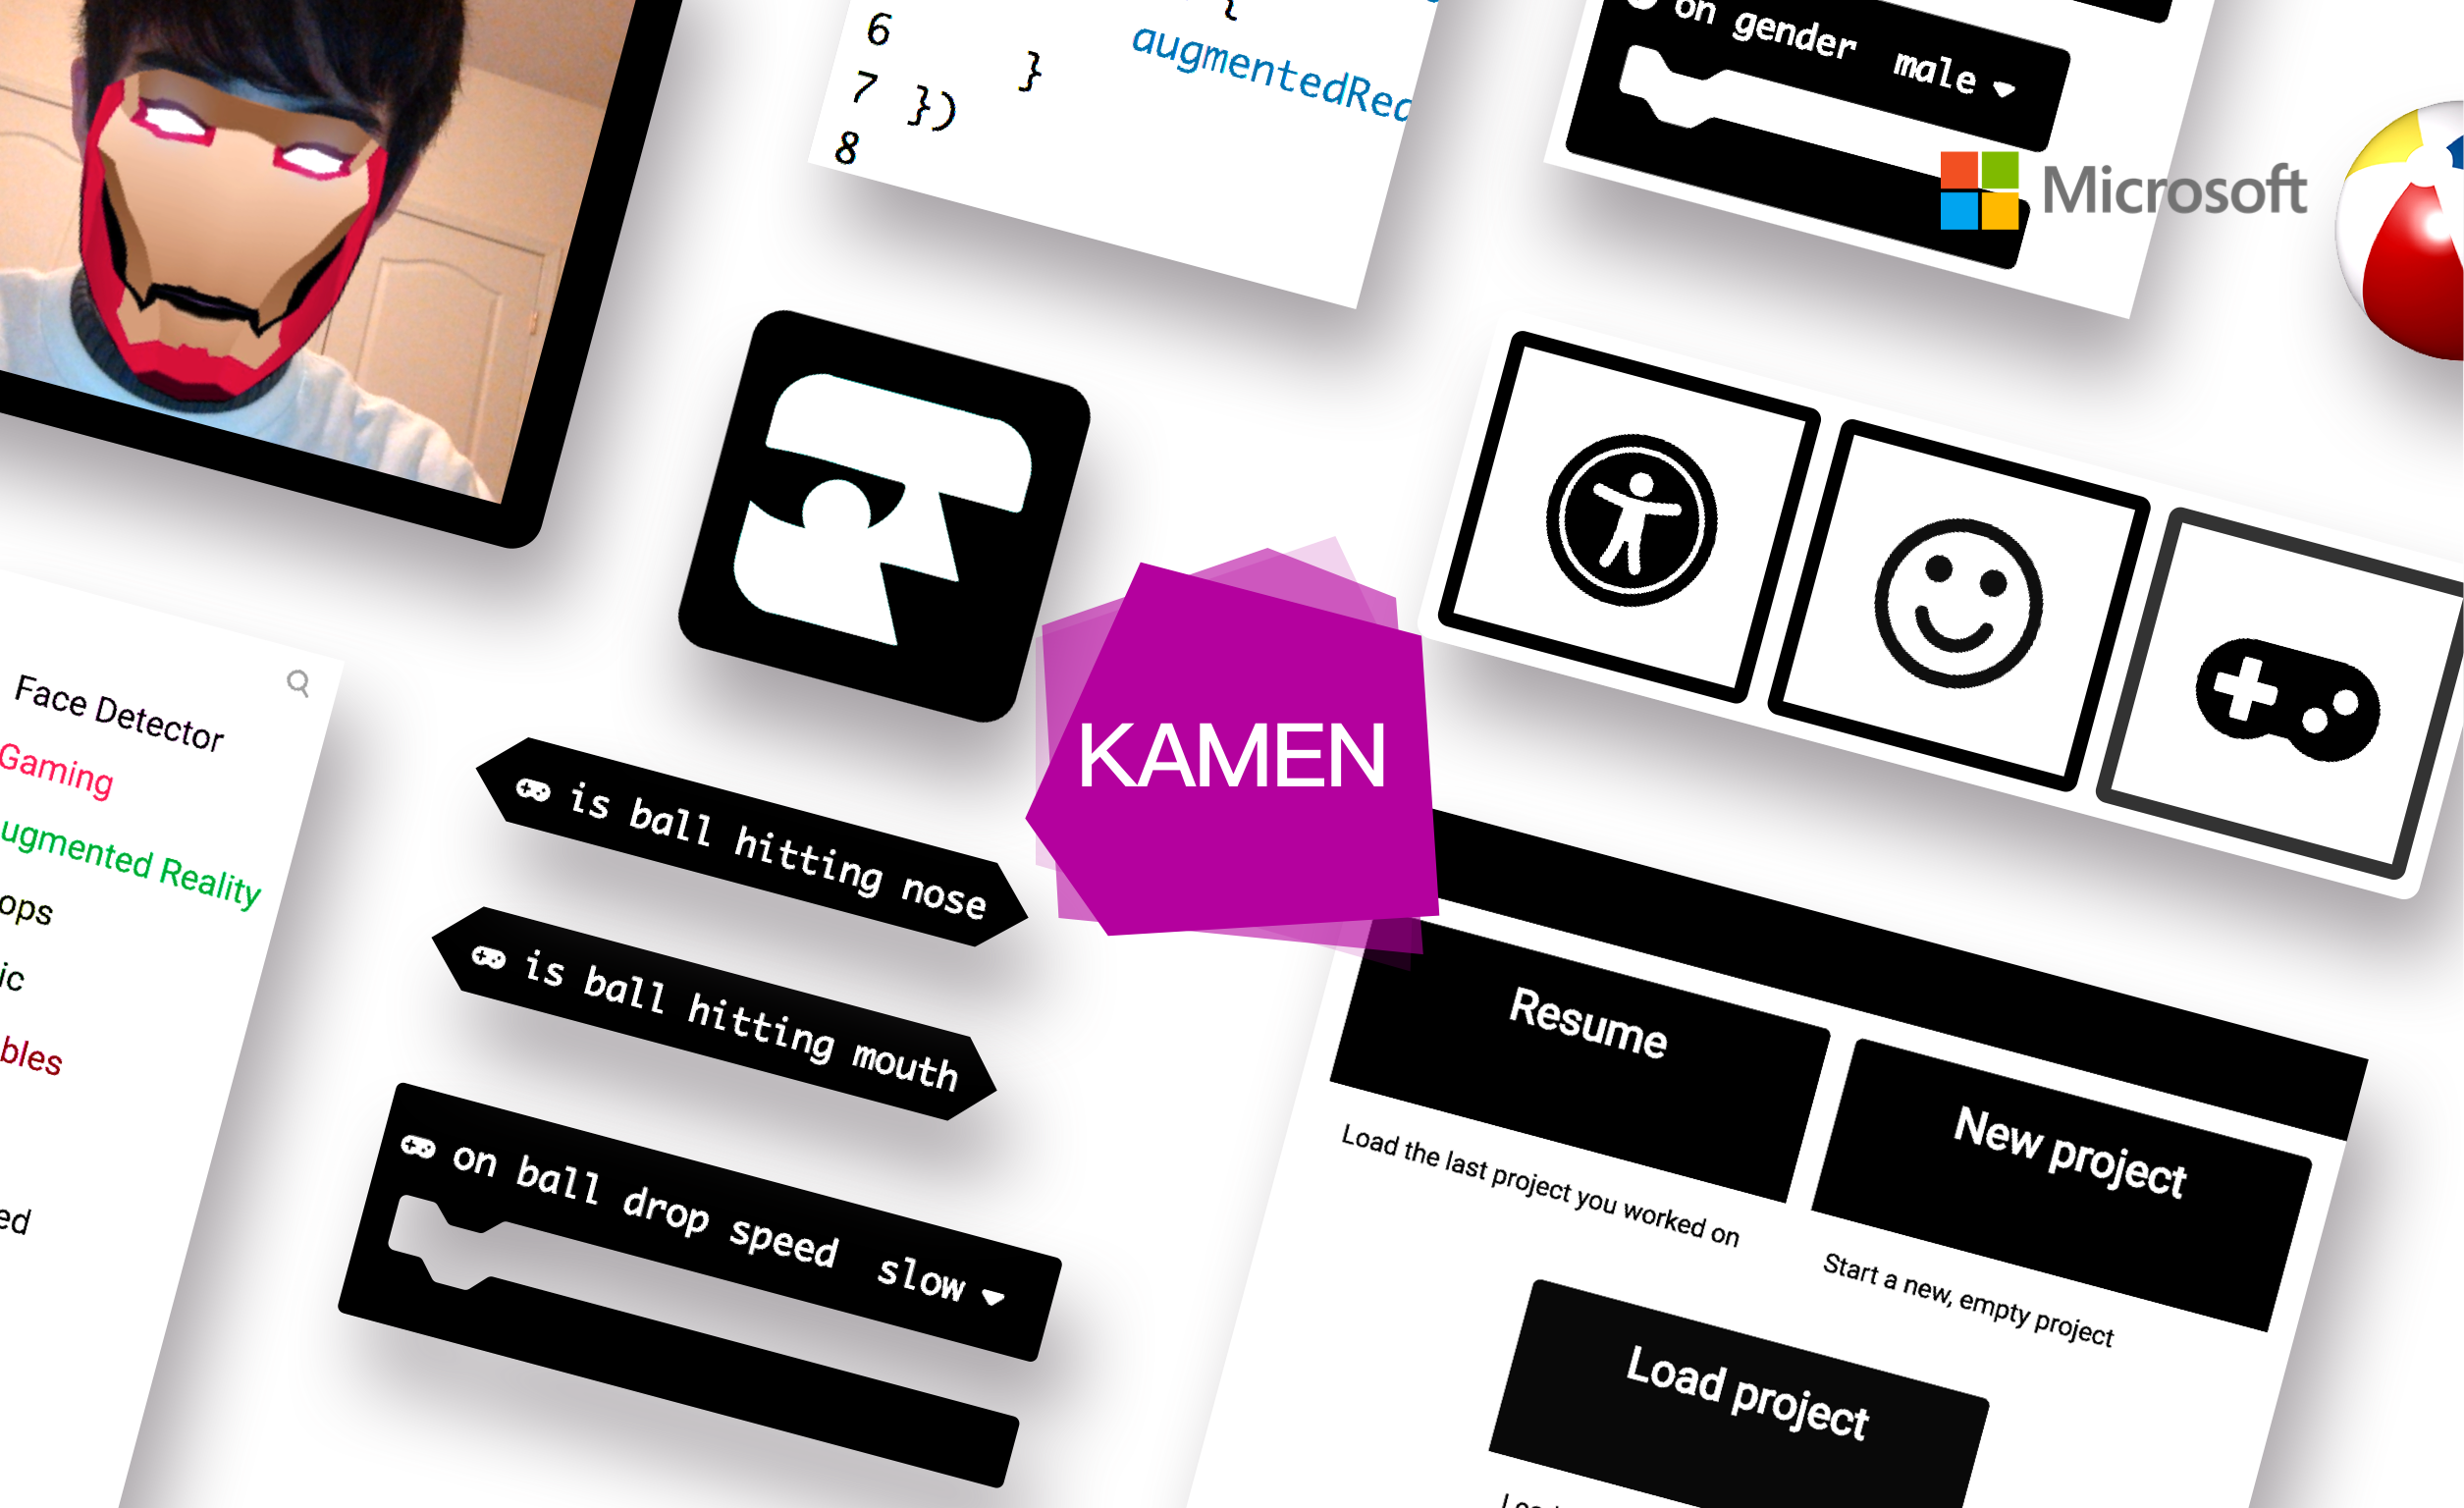 6 }
augmentedRea
7 })
8
on gender male
Microsoft
Face Detector
Gaming
ugmented Reality
ops
ic
bles
ed
KAMEN
is ball hitting nose
is ball hitting mouth
on ball drop speed slow
Resume
Load the last project you worked on
New project
Start a new, empty project
Load project